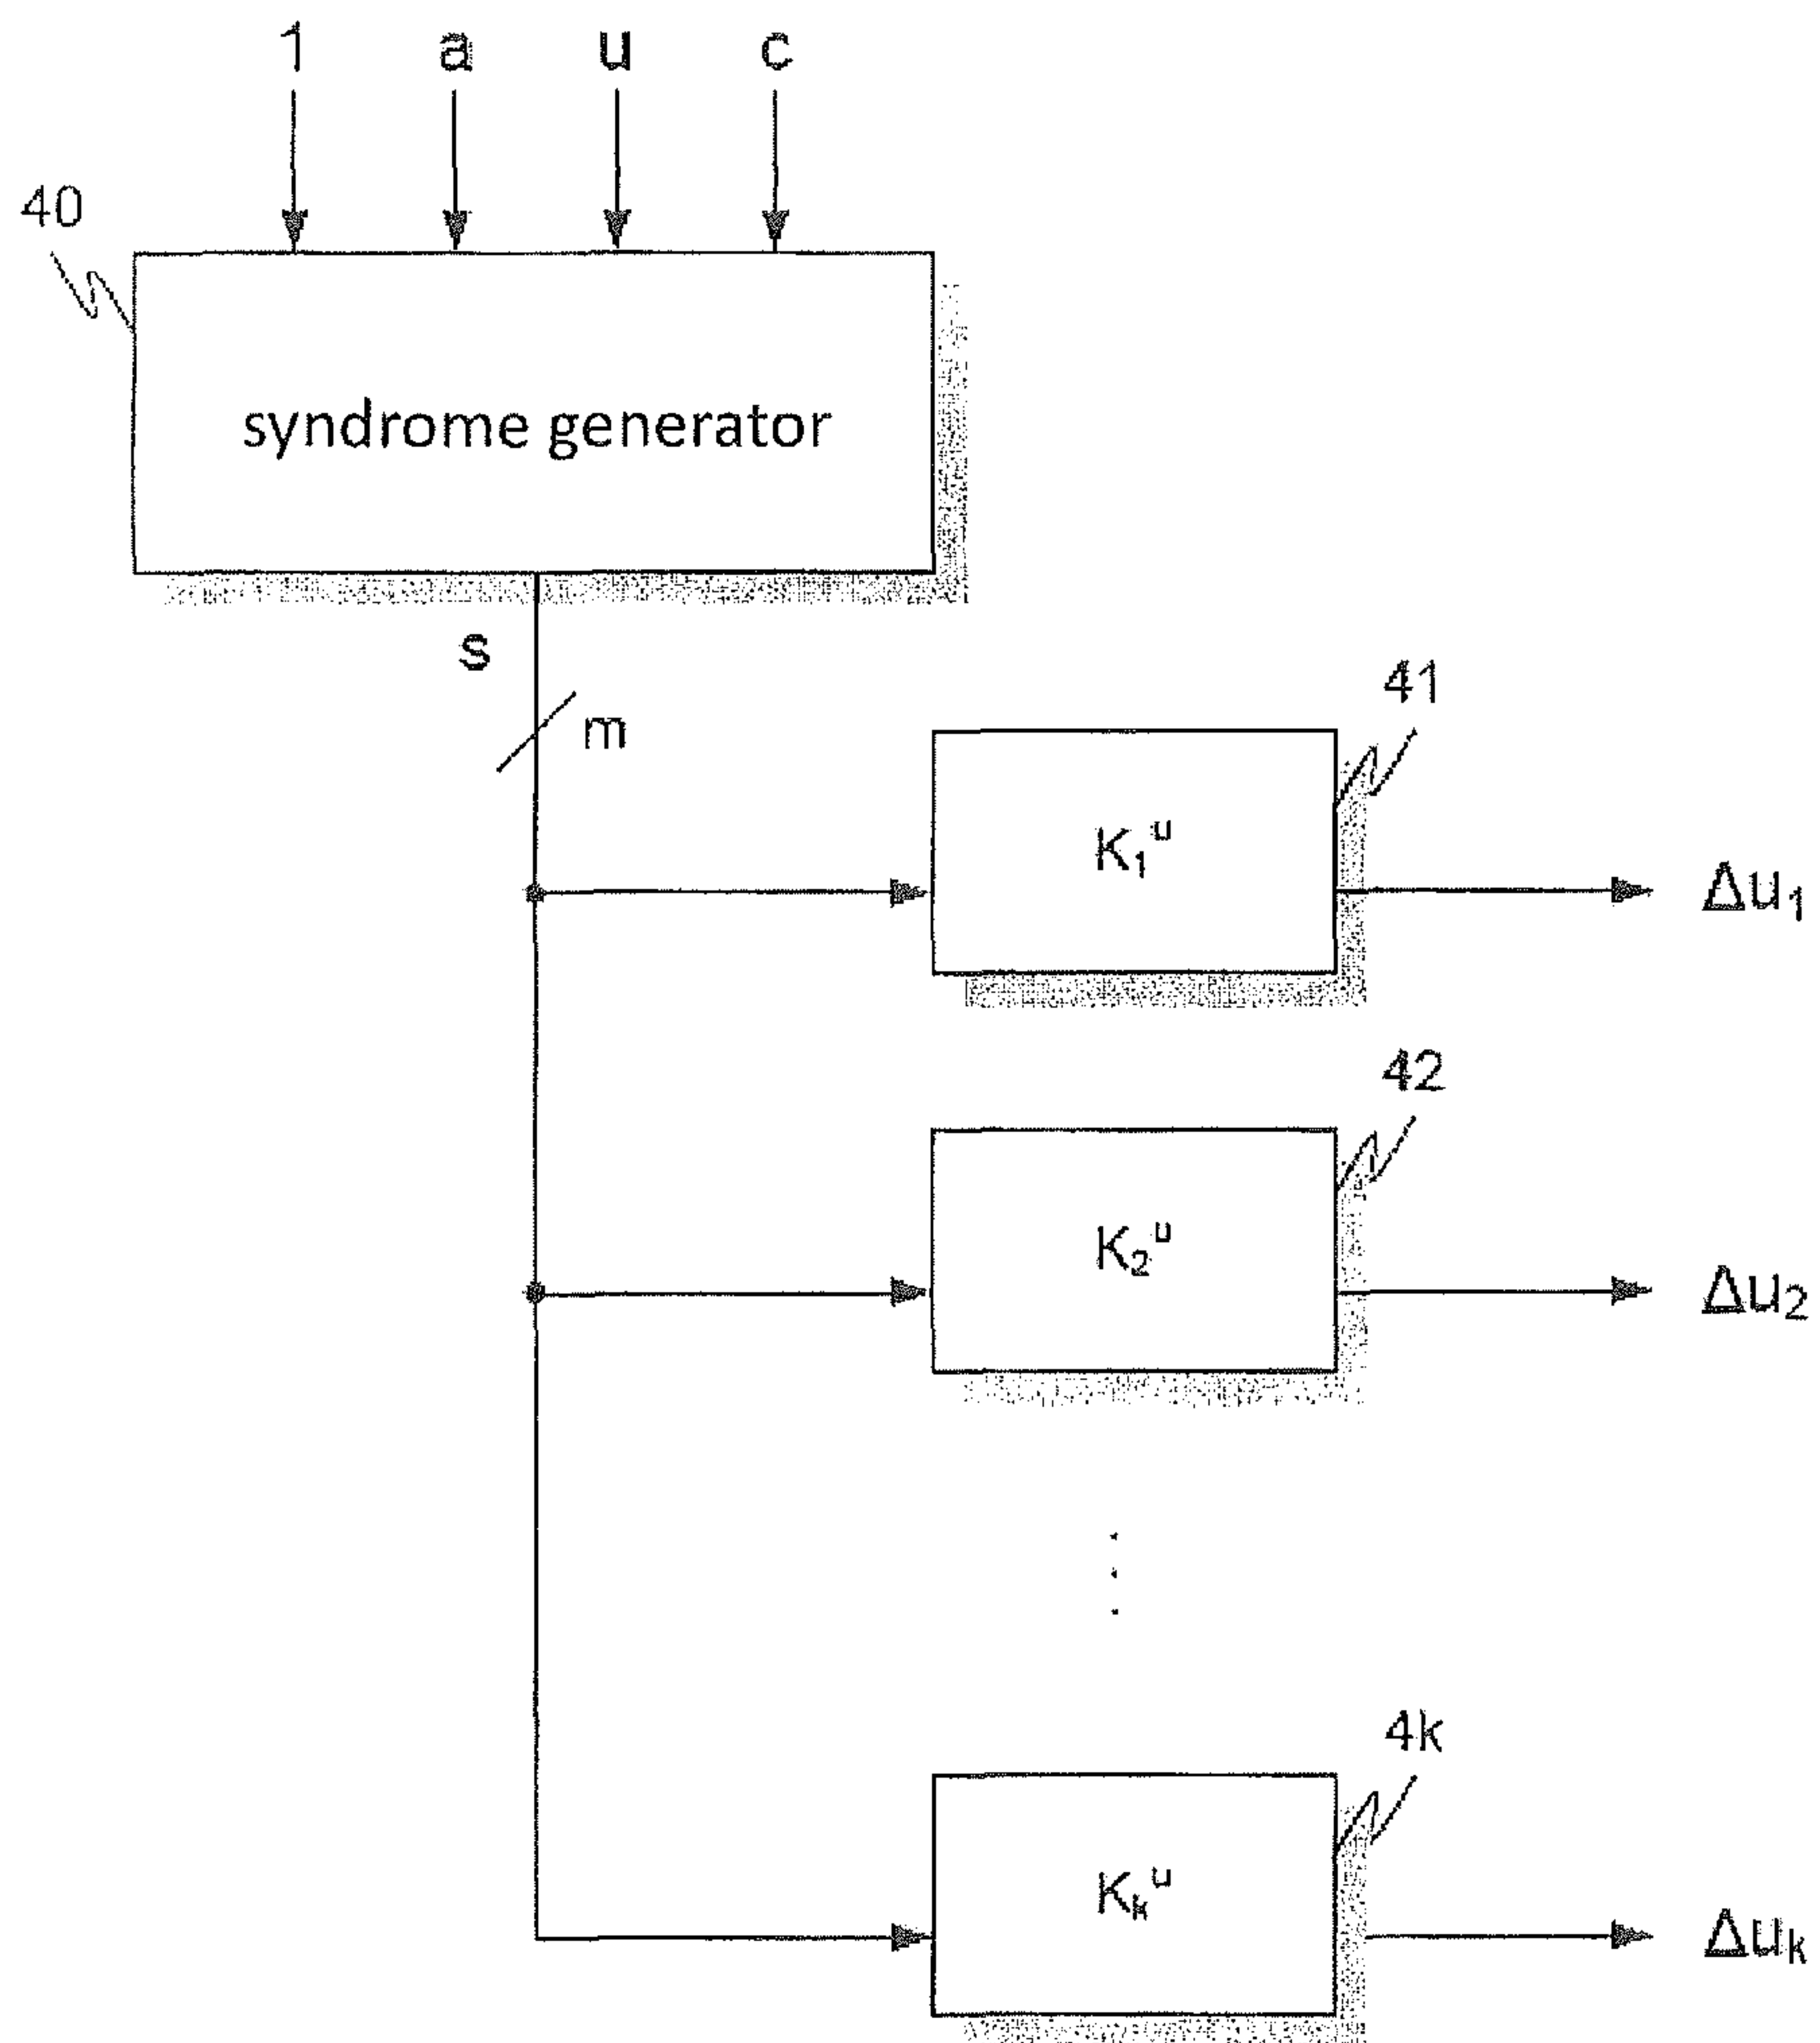 1 a u c
40
syndrome generator
s
m
41
K₁ᵘ
Δu₁
42
K₂ᵘ
Δu₂
4k
Kₖᵘ
Δuₖ